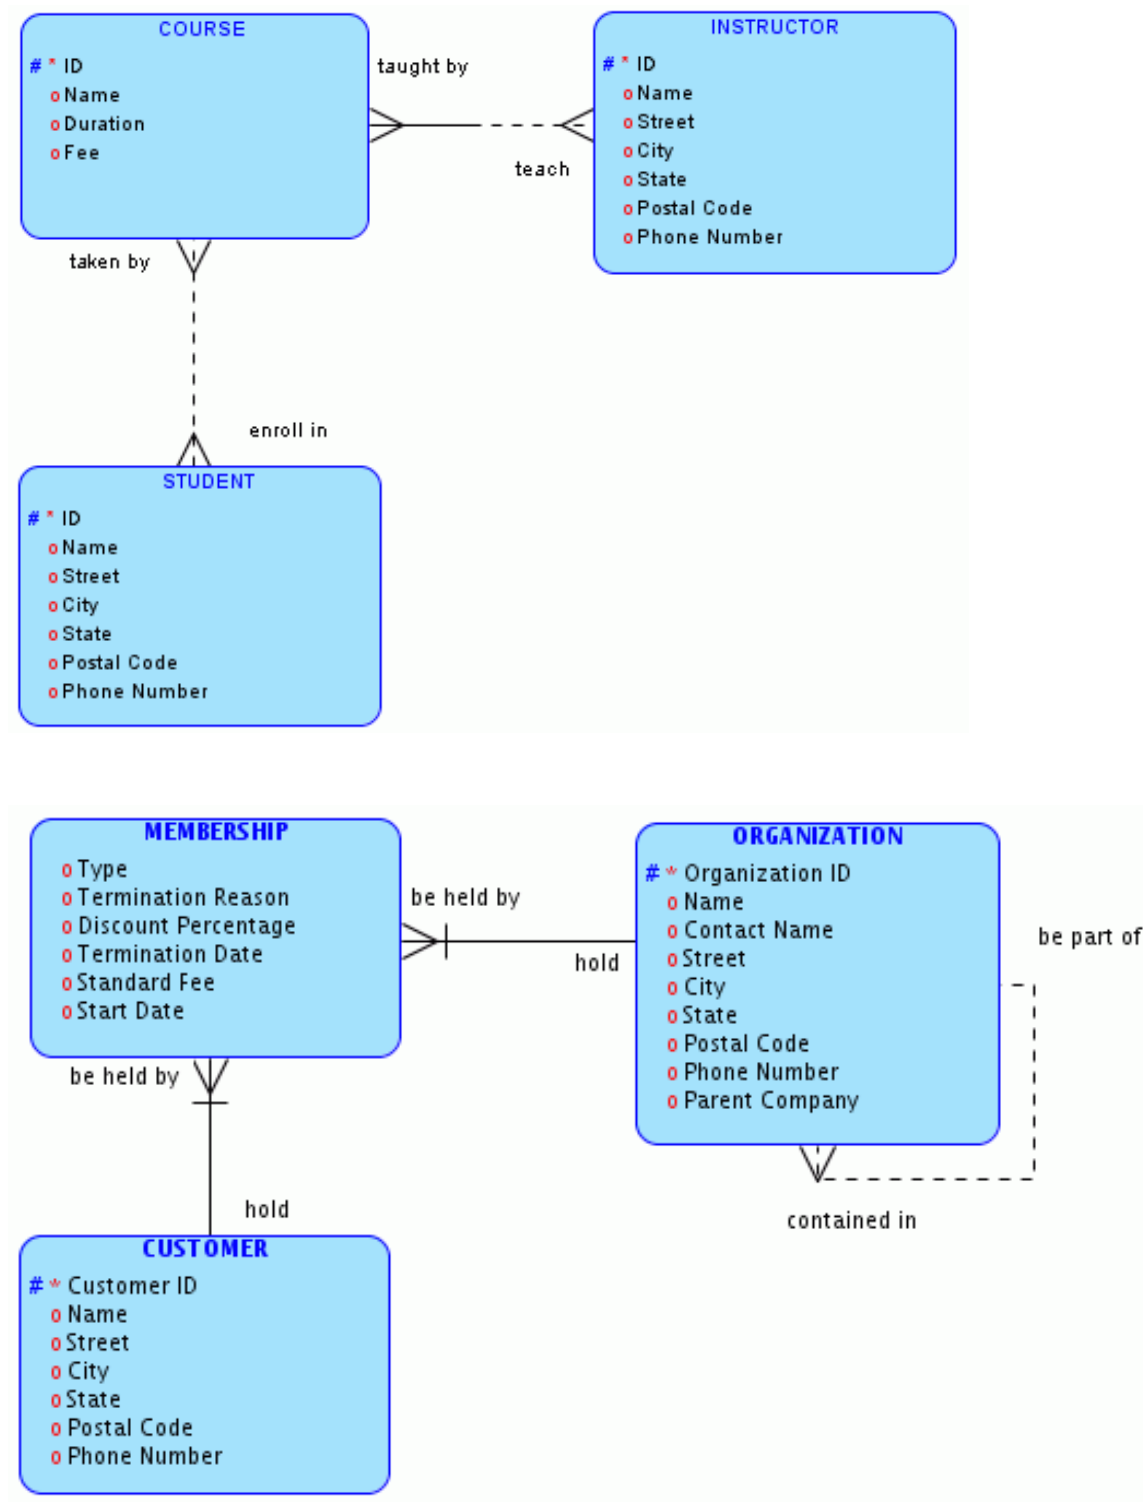 COURSE
# * ID
o Name
o Duration
o Fee
taught by
teach
INSTRUCTOR
# * ID
o Name
o Street
o City
o State
o Postal Code
o Phone Number
taken by
enroll in
STUDENT
# * ID
o Name
o Street
o City
o State
o Postal Code
o Phone Number
MEMBERSHIP
o Type
o Termination Reason
o Discount Percentage
o Termination Date
o Standard Fee
o Start Date
be held by
hold
ORGANIZATION
# * Organization ID
o Name
o Contact Name
o Street
o City
o State
o Postal Code
o Phone Number
o Parent Company
be part of
contained in
be held by
hold
CUSTOMER
# * Customer ID
o Name
o Street
o City
o State
o Postal Code
o Phone Number